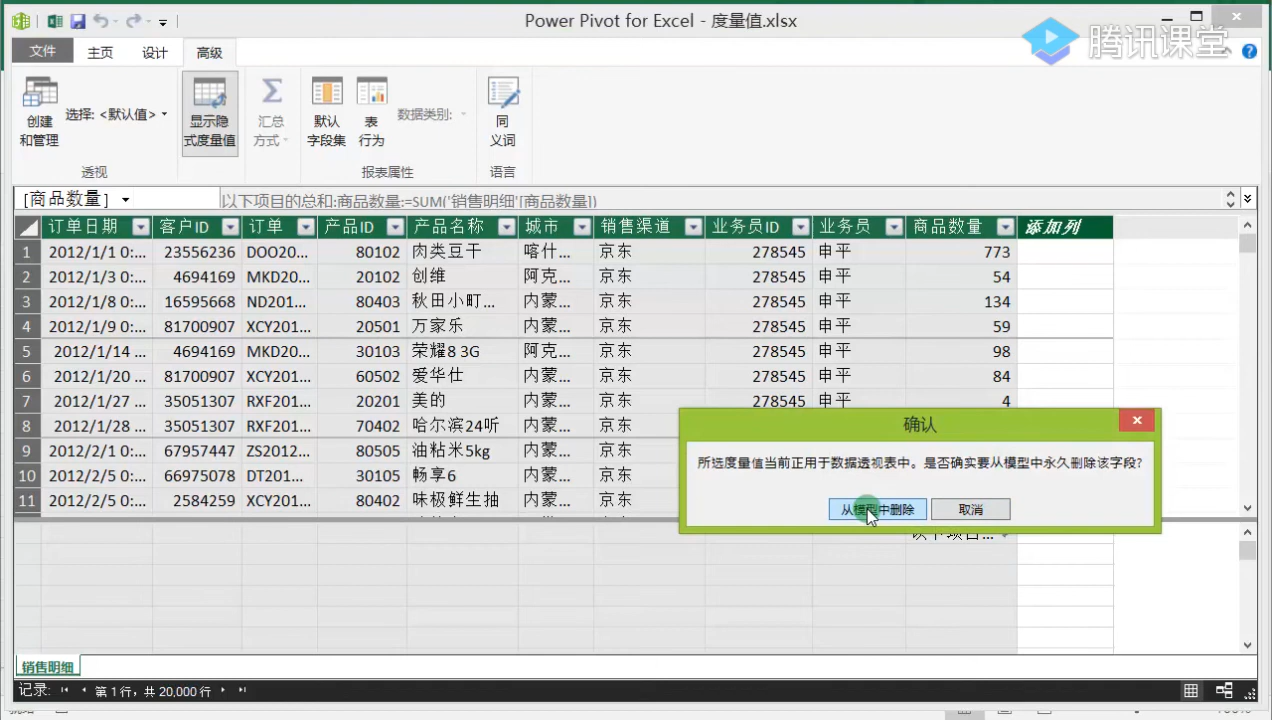 Power Pivot for Excel - 度量值.xlsx
腾讯课堂
文件 主页 设计 高级
创建和管理
选择: <默认值>
显示隐式度量值
汇总方式
默认字段集
表行为
数据类别:
同义词
透视 报表属性 语言
[商品数量] 以下项目的总和:商品数量:=SUM('销售明细'[商品数量])
订单日期 客户ID 订单 产品ID 产品名称 城市 销售渠道 业务员ID 业务员 商品数量 添加列
1 2012/1/1 0:... 23556236 DOO20... 80102 肉类豆干 喀什... 京东 278545 申平 773
2 2012/1/3 0:... 4694169 MKD20... 20102 创维 阿克... 京东 278545 申平 54
3 2012/1/8 0:... 16595668 ND201... 80403 秋田小町... 内蒙... 京东 278545 申平 134
4 2012/1/9 0:... 81700907 XCY201... 20501 万家乐 内蒙... 京东 278545 申平 59
5 2012/1/14 ... 4694169 MKD20... 30103 荣耀8 3G 阿克... 京东 278545 申平 98
6 2012/1/20 ... 81700907 XCY201... 60502 爱华仕 内蒙... 京东 278545 申平 84
7 2012/1/27 ... 35051307 RXF201... 20201 美的 内蒙... 京东 278545 申平 4
8 2012/1/28 ... 35051307 RXF201... 70402 哈尔滨24听 内蒙... 京东
9 2012/2/5 0:... 67957447 ZS2012... 80505 油粘米5kg 内蒙... 京东
10 2012/2/5 0:... 66975078 DT201... 30105 畅享6 内蒙... 京东
11 2012/2/5 0:... 2584259 XCY201... 80402 味极鲜生抽 内蒙... 京东
确认
所选度量值当前正用于数据透视表中。是否确实要从模型中永久删除该字段?
从模型中删除 取消
以下项目...
销售明细
记录: 第 1 行，共 20,000 行